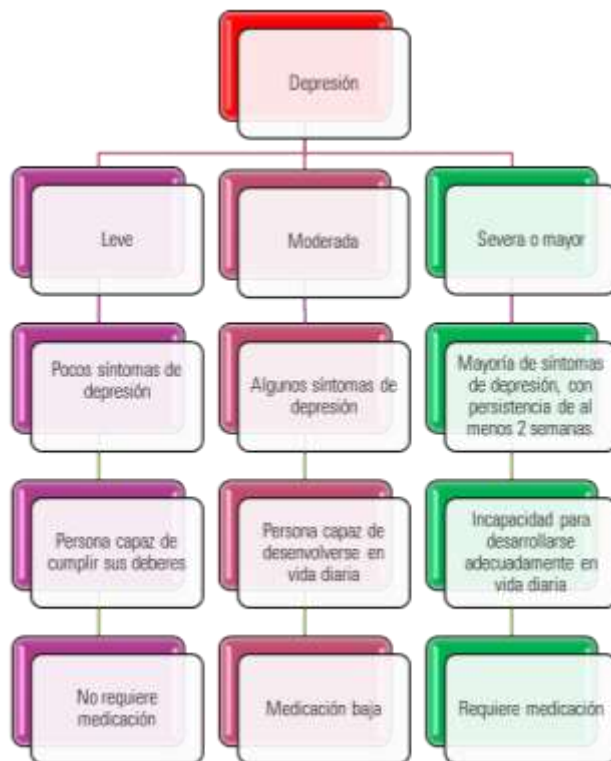 Depresión
Leve
Moderada
Severa o mayor
Pocos síntomas de
depresión
Algunos síntomas de
depresión
Mayoría de síntomas
de depresión, con
persistencia de al
menos 2 semanas
Persona capaz de
cumplir sus deberes
Persona capaz de
desenvolverse en
vida diaria
Incapacidad para
desarrollarse
adecuadamente en
vida diaria
No requiere
medicación
Medicación baja
Requiere medicación